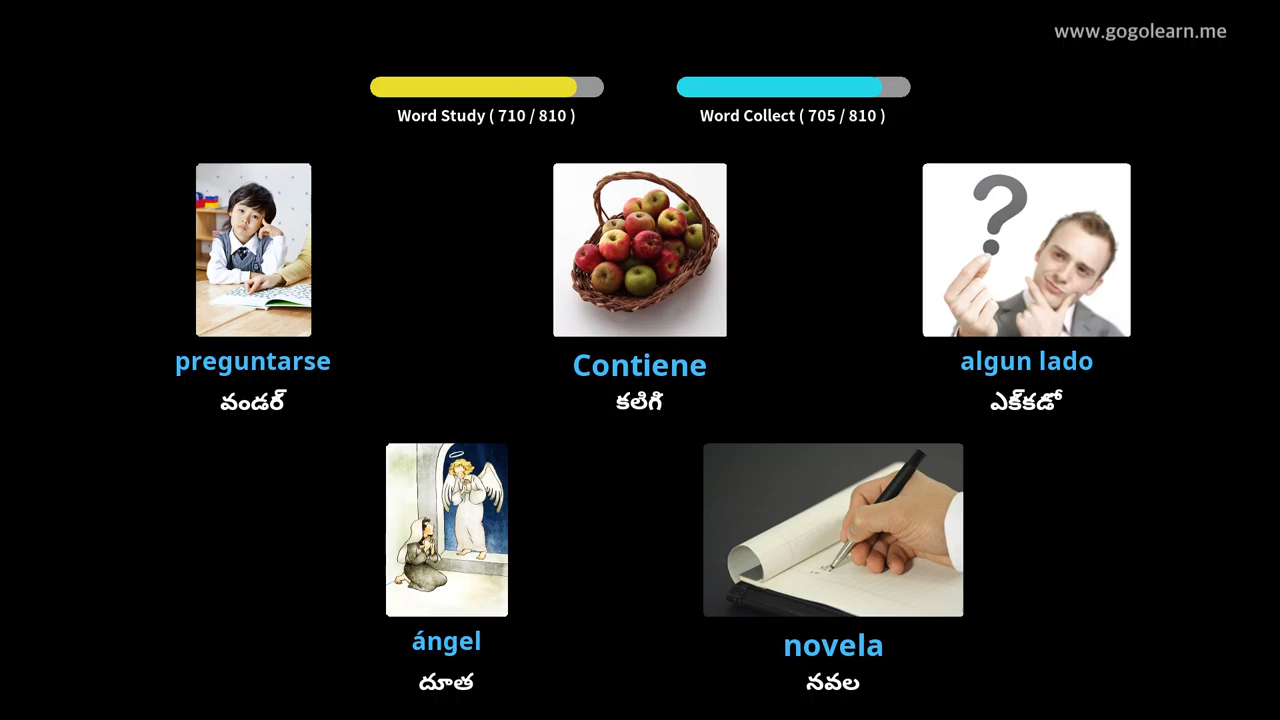 www.gogolearn.me
Word Study ( 710 / 810 )
Word Collect ( 705 / 810 )
preguntarse
వండర్
Contiene
కలిగి
algun lado
ఎక్కడో
ángel
దూత
novela
నవల